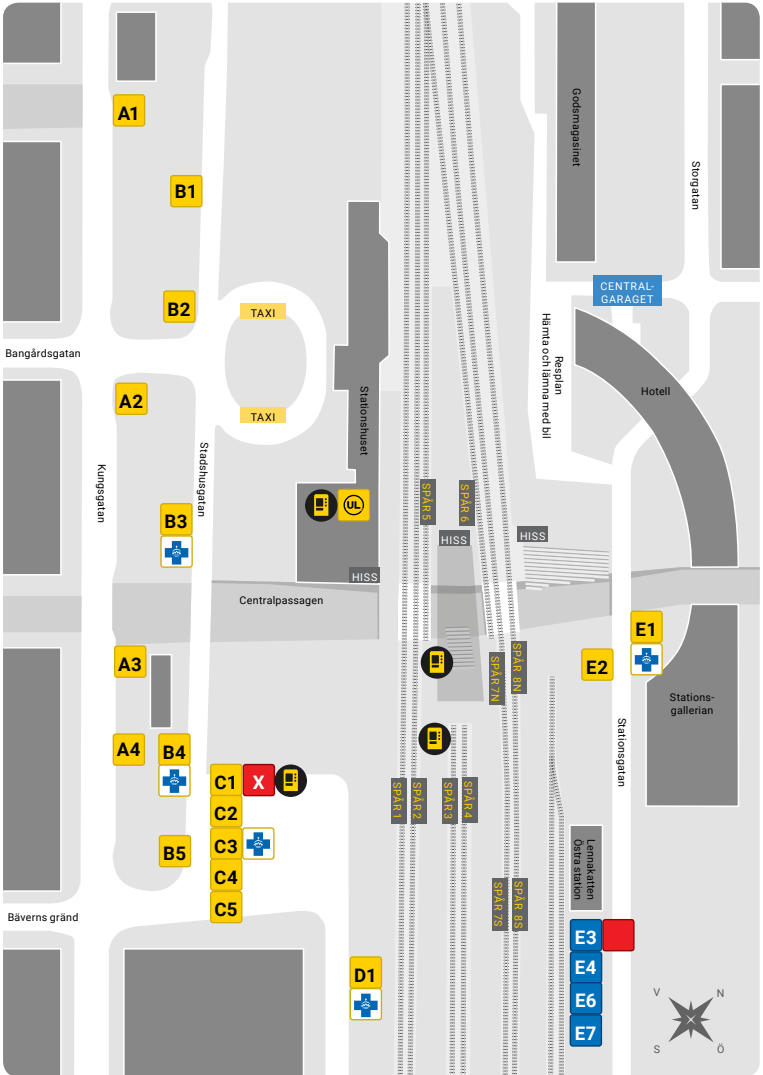 A1
B1
B2
A2
B3
A3
A4
B4
B5
C1
X
C2
C3
C4
C5
D1
E1
E2
E3
E4
E6
E7
TAXI
TAXI
CENTRAL-
GARAGET
Godsmagasinet
Storgatan
Hotell
Resplan
Hämta och lämna med bil
Bangårdsgatan
Kungsgatan
Stadshusgatan
Stationshuset
UL
SPÅR 5
SPÅR 6
HISS
HISS
HISS
Centralpassagen
SPÅR 7N
SPÅR 8N
Stations-
gallerian
Stationsgatan
SPÅR 1
SPÅR 2
SPÅR 3
SPÅR 4
Lennakatten
Östra station
SPÅR 7S
SPÅR 8S
Bäverns gränd
V
N
S
Ö